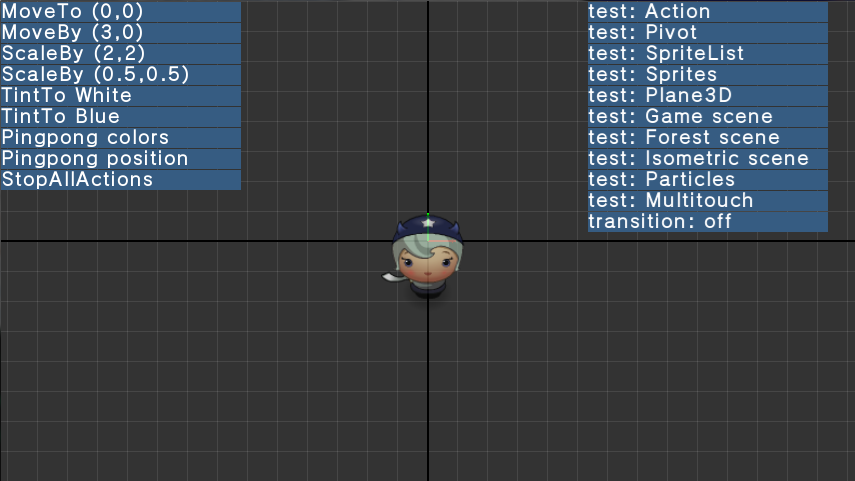 MoveTo (0,0)
MoveBy (3,0)
ScaleBy (2,2)
ScaleBy (0.5,0.5)
TintTo White
TintTo Blue
Pingpong colors
Pingpong position
StopAllActions
test: Action
test: Pivot
test: SpriteList
test: Sprites
test: Plane3D
test: Game scene
test: Forest scene
test: Isometric scene
test: Particles
test: Multitouch
transition: off